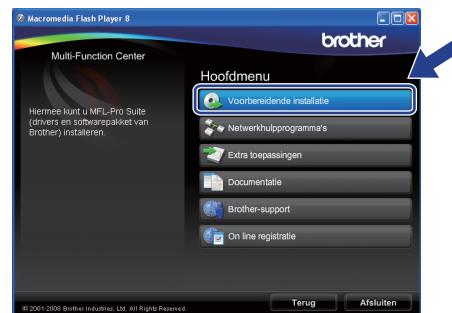 Macromedia Flash Player 8
brother
Multi-Function Center
Hoofdmenu
Hiermee kunt u MFL-Pro Suite
(drivers en softwarepakket van
Brother) installeren.
Voorbereidende installatie
Netwerkhulpprogramma's
Extra toepassingen
Documentatie
Brother-support
On line registratie
© 2001-2008 Brother Industries, Ltd. All Rights Reserved.
Terug
Afsluiten